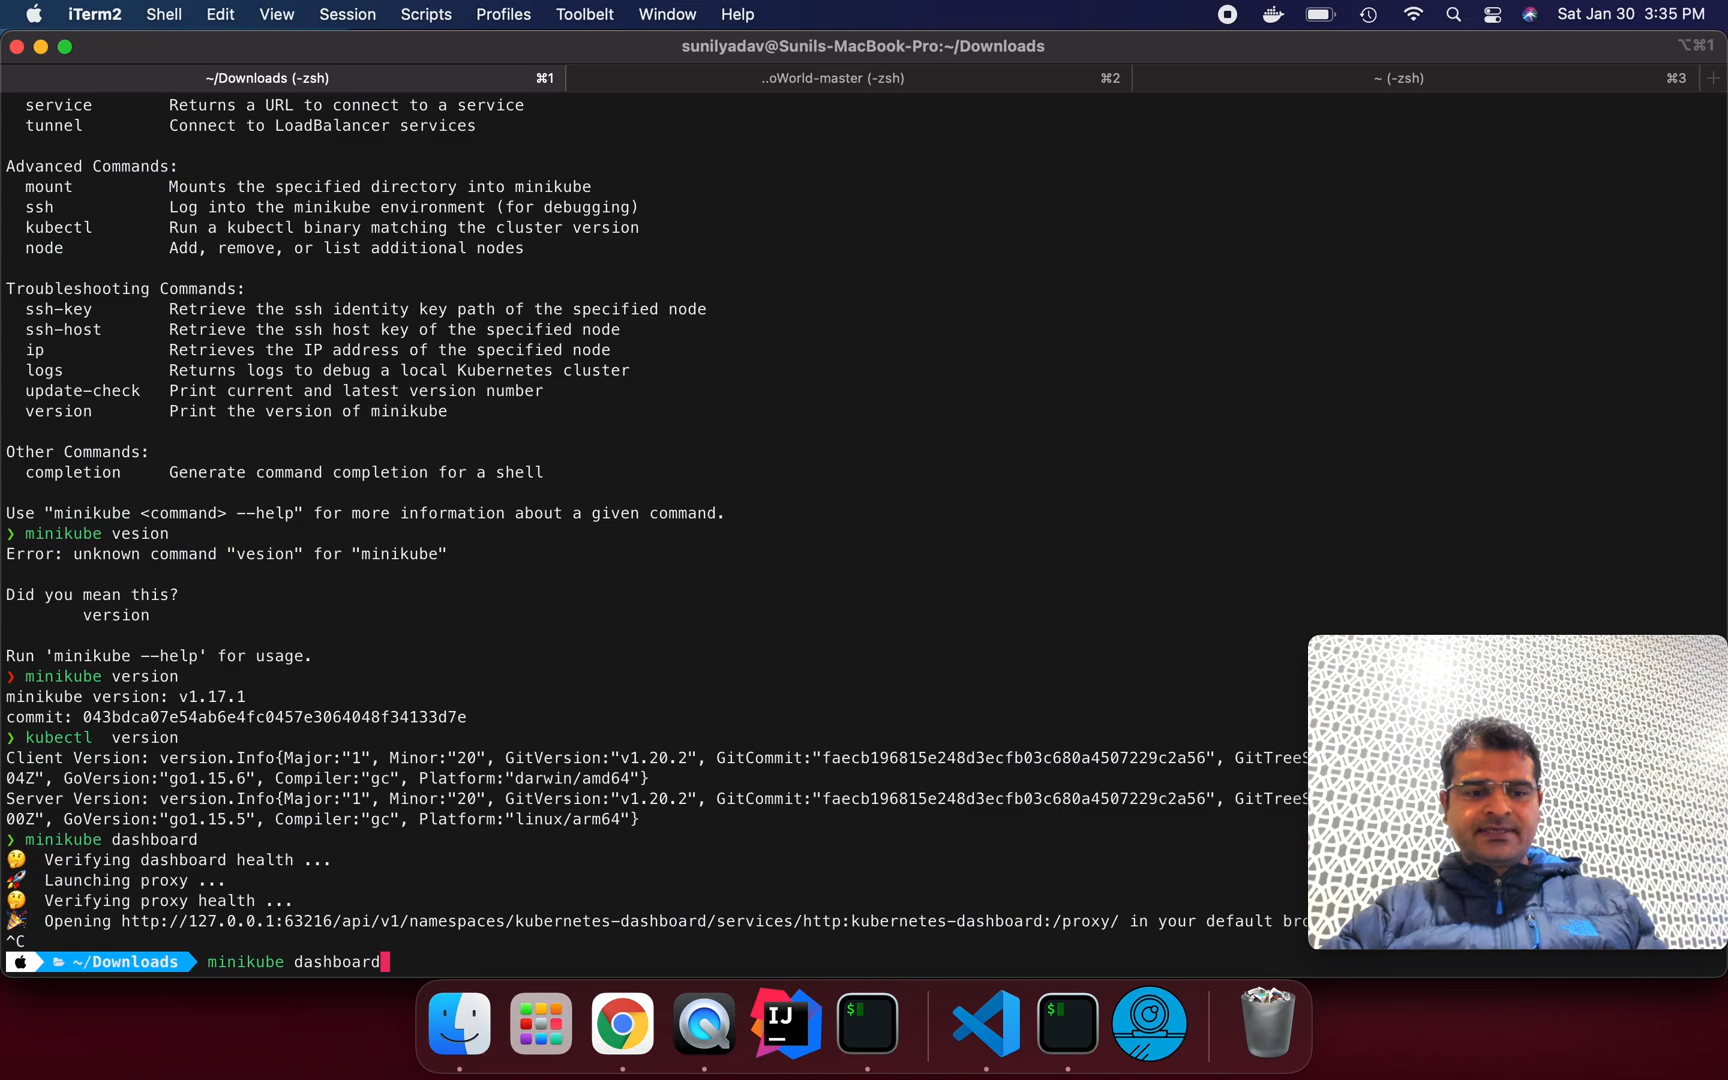 iTerm2 Shell Edit View Session Scripts Profiles Toolbelt Window Help Sat Jan 30 3:35 PM
sunilyadav@Sunils-MacBook-Pro:~/Downloads ⌥⌘1
~/Downloads (-zsh) ⌘1 ..oWorld-master (-zsh) ⌘2 ~ (-zsh) ⌘3 +
service Returns a URL to connect to a service
tunnel Connect to LoadBalancer services
Advanced Commands:
mount Mounts the specified directory into minikube
ssh Log into the minikube environment (for debugging)
kubectl Run a kubectl binary matching the cluster version
node Add, remove, or list additional nodes
Troubleshooting Commands:
ssh-key Retrieve the ssh identity key path of the specified node
ssh-host Retrieve the ssh host key of the specified node
ip Retrieves the IP address of the specified node
logs Returns logs to debug a local Kubernetes cluster
update-check Print current and latest version number
version Print the version of minikube
Other Commands:
completion Generate command completion for a shell
Use "minikube <command> --help" for more information about a given command.
❯ minikube vesion
Error: unknown command "vesion" for "minikube"
Did you mean this?
version
Run 'minikube --help' for usage.
❯ minikube version
minikube version: v1.17.1
commit: 043bdca07e54ab6e4fc0457e3064048f34133d7e
❯ kubectl  version
Client Version: version.Info{Major:"1", Minor:"20", GitVersion:"v1.20.2", GitCommit:"faecb196815e248d3ecfb03c680a4507229c2a56", GitTreeS
04Z", GoVersion:"go1.15.6", Compiler:"gc", Platform:"darwin/amd64"}
Server Version: version.Info{Major:"1", Minor:"20", GitVersion:"v1.20.2", GitCommit:"faecb196815e248d3ecfb03c680a4507229c2a56", GitTreeS
00Z", GoVersion:"go1.15.5", Compiler:"gc", Platform:"linux/arm64"}
❯ minikube dashboard
🤔 Verifying dashboard health ...
🚀 Launching proxy ...
🤔 Verifying proxy health ...
🎉 Opening http://127.0.0.1:63216/api/v1/namespaces/kubernetes-dashboard/services/http:kubernetes-dashboard:/proxy/ in your default bro
^C
~/Downloads minikube dashboard
IJ $ $